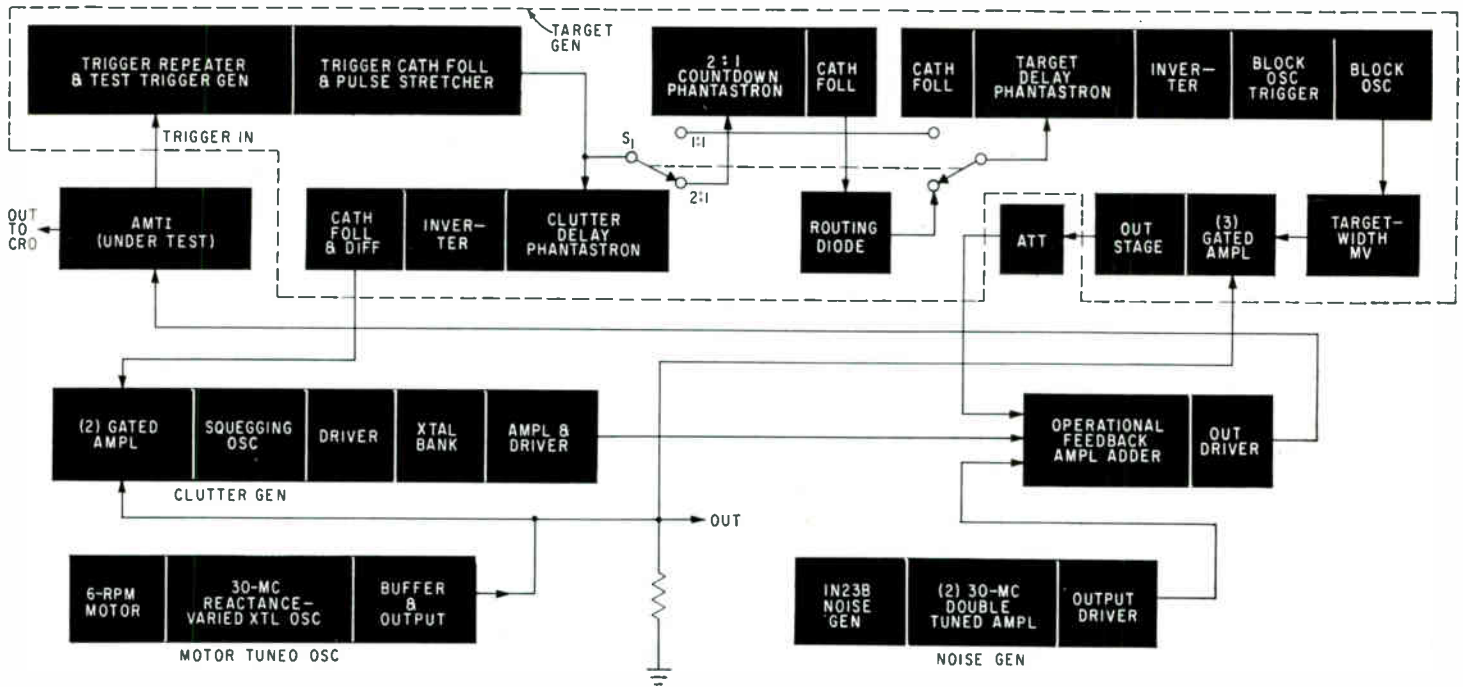 TARGET
GEN
TRIGGER REPEATER
& TEST TRIGGER GEN
TRIGGER CATH FOLL
& PULSE STRETCHER
2:1
COUNTDOWN
PHANTASTRON
CATH
FOLL
CATH
FOLL
TARGET
DELAY
PHANTASTRON
INVER-
TER
BLOCK
OSC
TRIGGER
BLOCK
OSC
TRIGGER IN
S1
1:1
2:1
OUT
TO
CRO
AMTI
(UNDER TEST)
CATH
FOLL
& DIFF
INVER-
TER
CLUTTER
DELAY
PHANTASTRON
ROUTING
DIODE
ATT
OUT
STAGE
(3)
GATED
AMPL
TARGET-
WIDTH
MV
(2) GATED
AMPL
SQUEGGING
OSC
DRIVER
XTAL
BANK
AMPL &
DRIVER
OPERATIONAL
FEEDBACK
AMPL ADDER
OUT
DRIVER
CLUTTER GEN
OUT
6-RPM
MOTOR
30-MC
REACTANCE-
VARIED XTL OSC
BUFFER
&
OUTPUT
IN23B
NOISE
GEN
(2) 30-MC
DOUBLE
TUNED AMPL
OUTPUT
DRIVER
MOTOR TUNED OSC
NOISE GEN